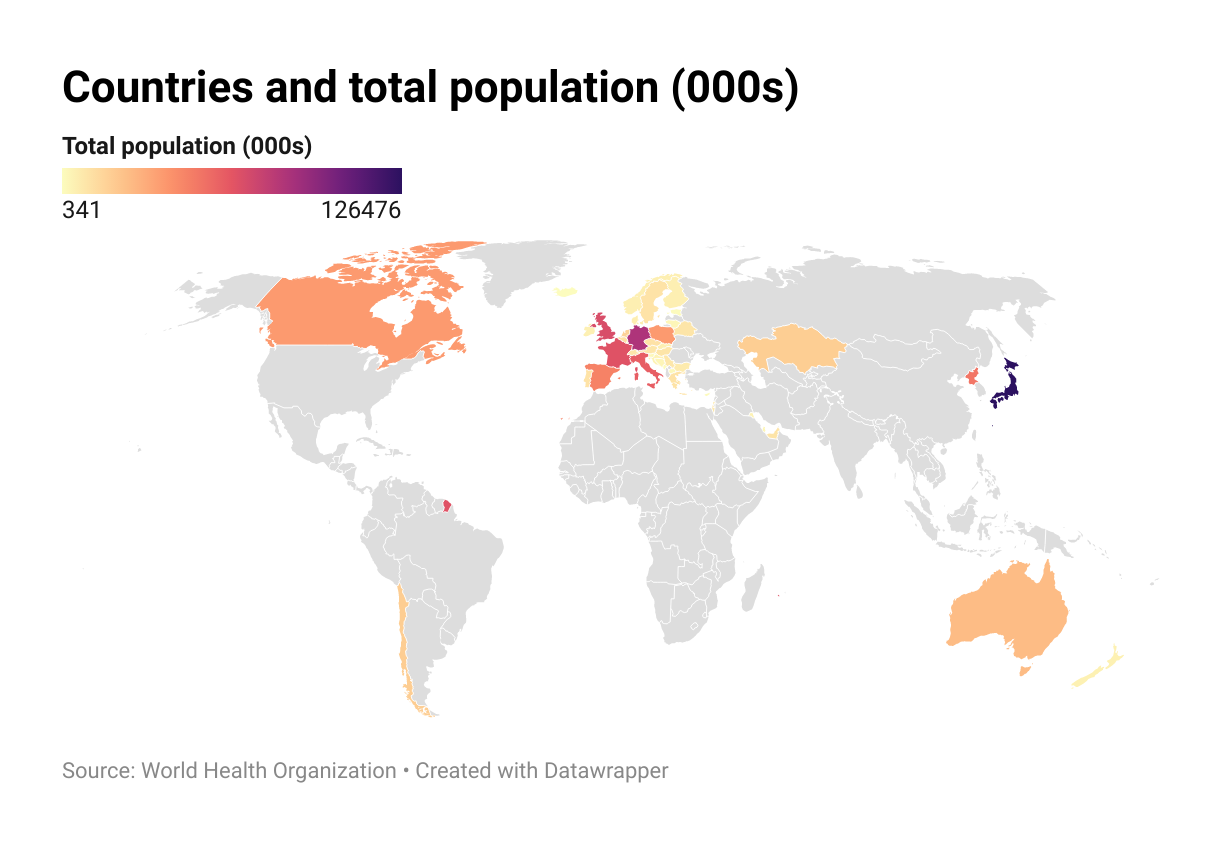 Countries and total population (000s)
Total population (000s)
341 126476
Source: World Health Organization • Created with Datawrapper